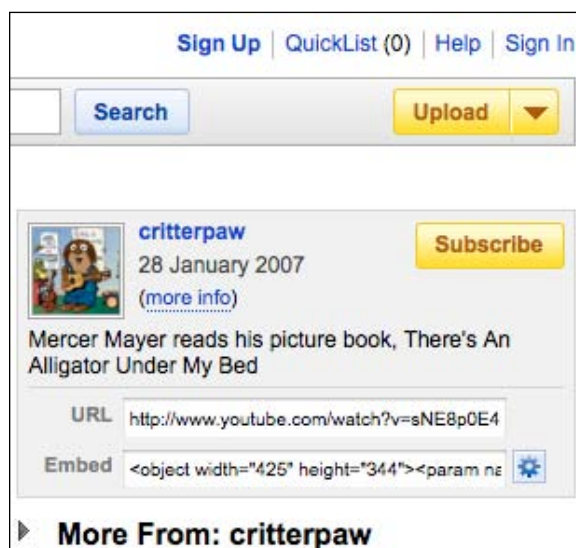 Sign Up | QuickList (0) | Help | Sign In
Search Upload
critterpaw
Subscribe
28 January 2007
(more info)
Mercer Mayer reads his picture book, There's An
Alligator Under My Bed
URL http://www.youtube.com/watch?v=sNE8p0E4
Embed <object width="425" height="344"><param na
More From: critterpaw